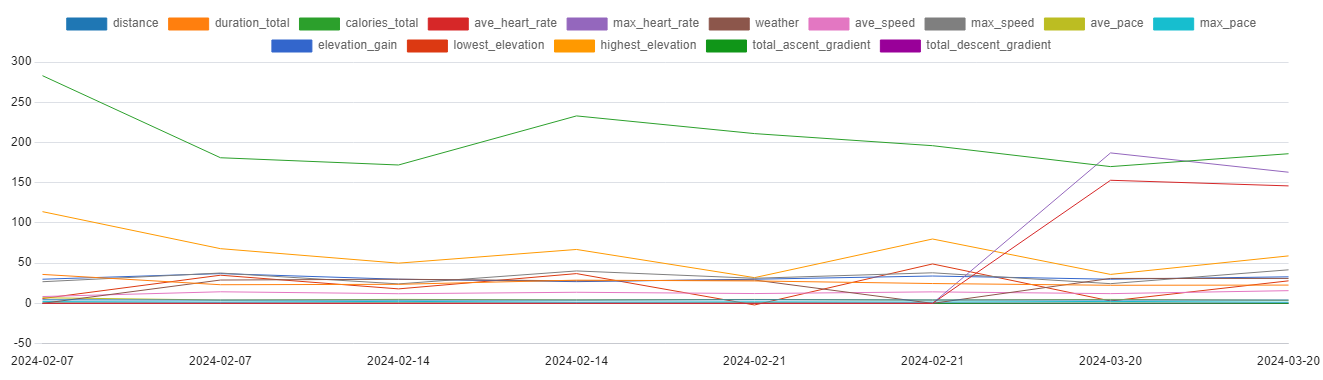 distance duration_total calories_total ave_heart_rate max_heart_rate weather ave_speed max_speed ave_pace max_pace
elevation_gain lowest_elevation highest_elevation total_ascent_gradient total_descent_gradient
300
250
200
150
100
50
0
-50
2024-02-07 2024-02-07 2024-02-14 2024-02-14 2024-02-21 2024-02-21 2024-03-20 2024-03-20